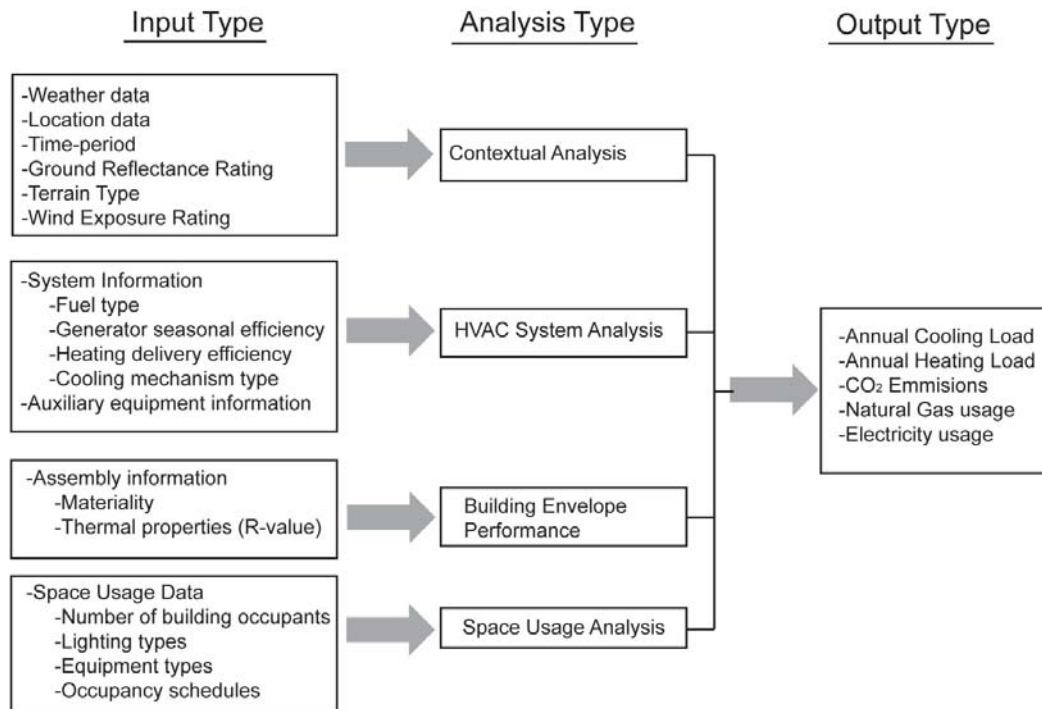 Input Type
Analysis Type
Output Type
-Weather data
-Location data
-Time-period
-Ground Reflectance Rating
-Terrain Type
-Wind Exposure Rating
Contextual Analysis
-System Information
-Fuel type
-Generator seasonal efficiency
-Heating delivery efficiency
-Cooling mechanism type
-Auxiliary equipment information
HVAC System Analysis
-Assembly information
-Materiality
-Thermal properties (R-value)
Building Envelope
Performance
-Space Usage Data
-Number of building occupants
-Lighting types
-Equipment types
-Occupancy schedules
Space Usage Analysis
-Annual Cooling Load
-Annual Heating Load
-CO₂ Emmisions
-Natural Gas usage
-Electricity usage